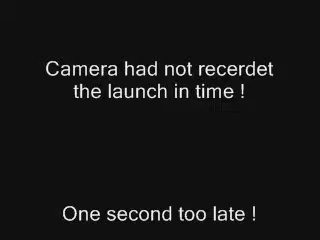 Camera had not recerdet
the launch in time !
One second too late !